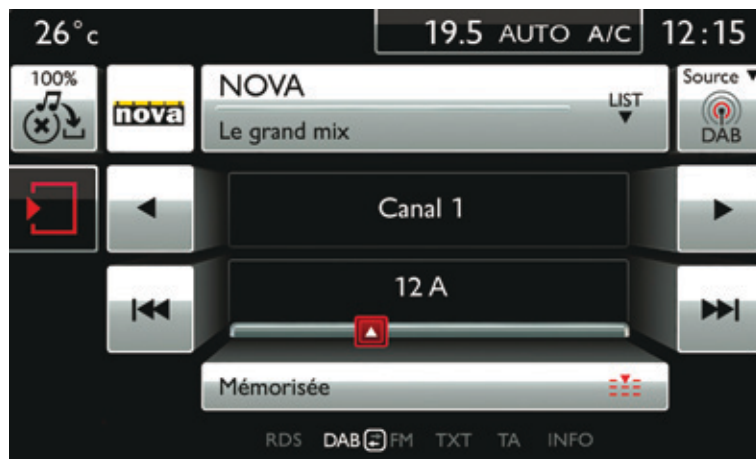 26°c
19.5 AUTO A/C
12:15
100%
nova
NOVA
LIST
Le grand mix
Source
DAB
Canal 1
12 A
Mémorisée
RDS DAB FM TXT TA INFO